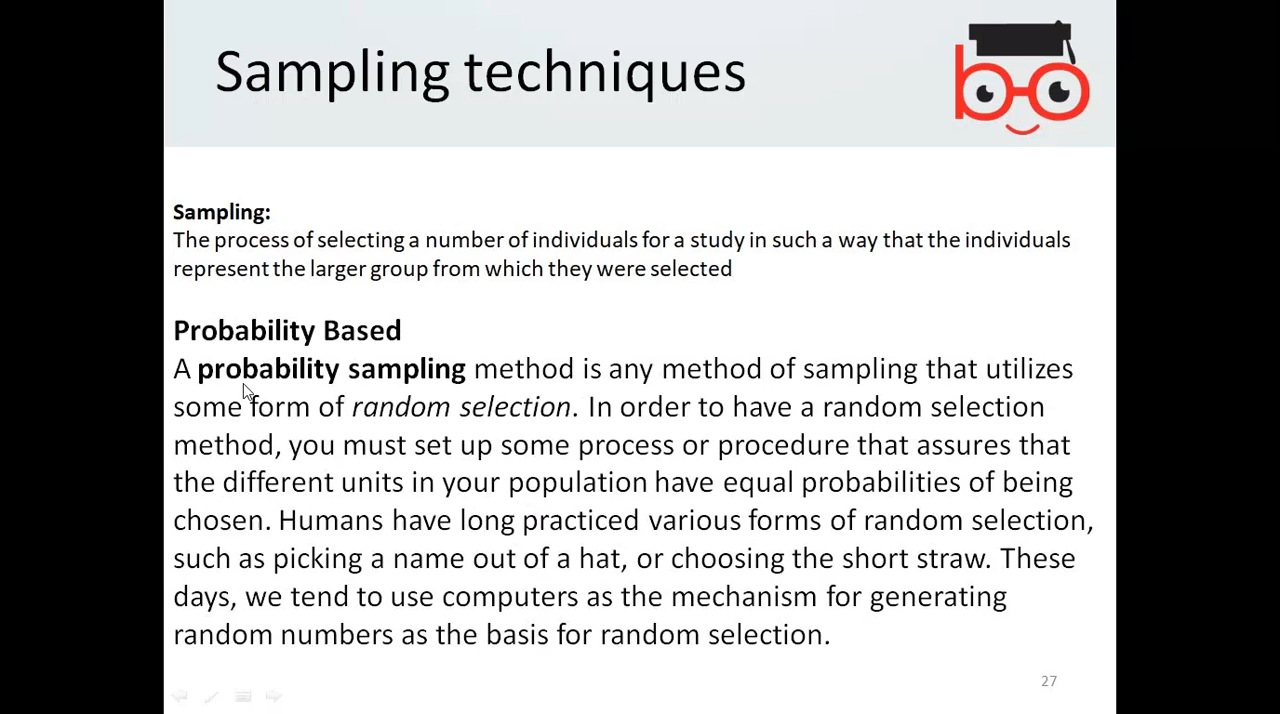 Sampling techniques
Sampling:
The process of selecting a number of individuals for a study in such a way that the individuals
represent the larger group from which they were selected
Probability Based
A probability sampling method is any method of sampling that utilizes
some form of random selection. In order to have a random selection
method, you must set up some process or procedure that assures that
the different units in your population have equal probabilities of being
chosen. Humans have long practiced various forms of random selection,
such as picking a name out of a hat, or choosing the short straw. These
days, we tend to use computers as the mechanism for generating
random numbers as the basis for random selection.
27